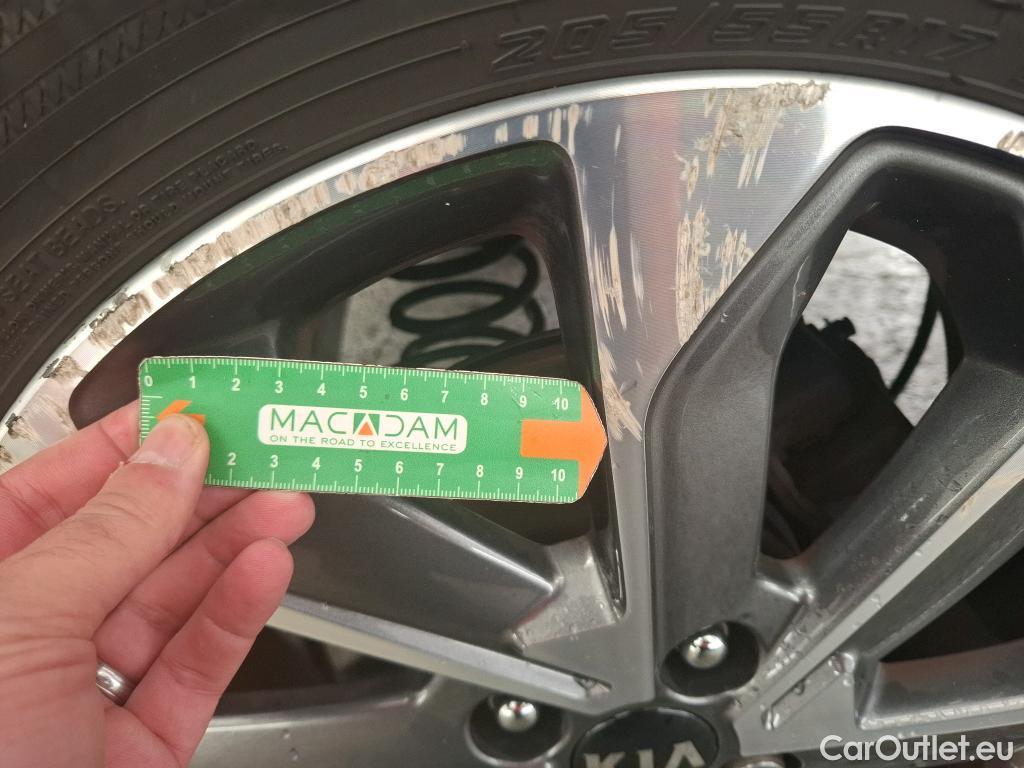 205/55R17
SEAT BEADS.
0 1 2 3 4 5 6 7 8 9 10
MACADAM
ON THE ROAD TO EXCELLENCE
2 3 4 5 6 7 8 9 10
KIA
CarOutlet.eu